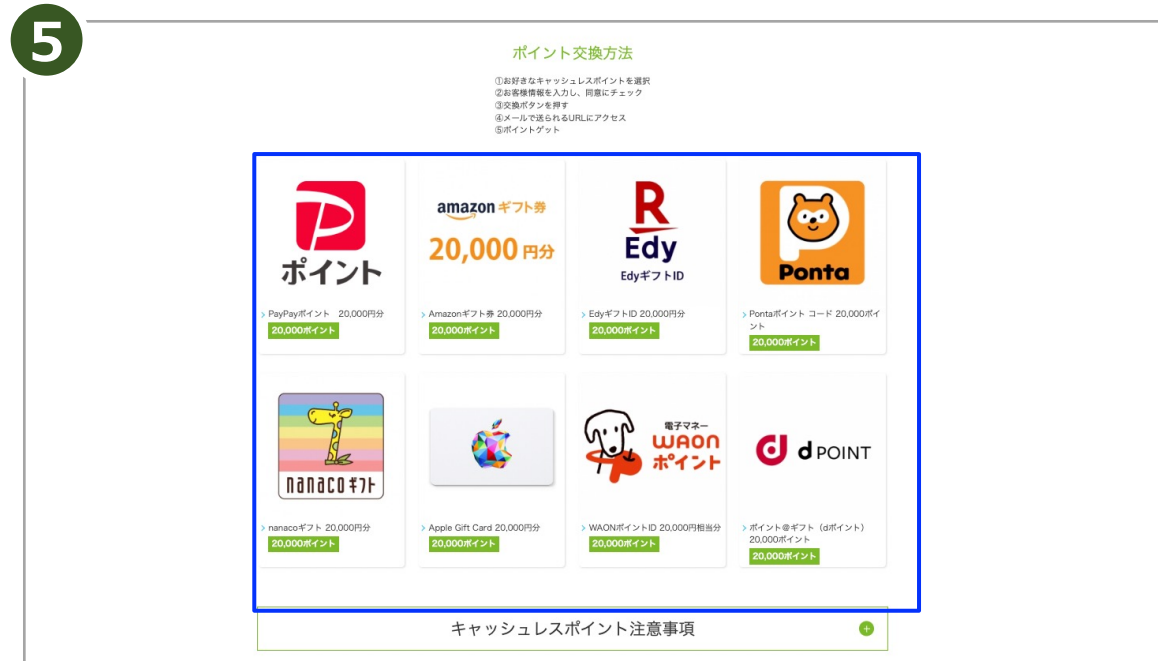 5
ポイント交換方法
①お好きなキャッシュレスポイントを選択
②お客様情報を入力し、同意にチェック
③交換ボタンを押す
④メールで送られるURLにアクセス
⑤ポイントゲット
P
ポイント
PayPayポイント　20,000円分
20,000ポイント
amazon ギフト券
20,000 円分
Amazonギフト券 20,000円分
20,000ポイント
R
Edy
EdyギフトID
EdyギフトID 20,000円分
20,000ポイント
Ponta
Pontaポイント コード 20,000ポイ
ント
20,000ポイント
nanacoギフト
nanacoギフト 20,000円分
20,000ポイント
Apple Gift Card 20,000円分
20,000ポイント
電子マネー
WAON
ポイント
WAONポイントID 20,000円相当分
20,000ポイント
d POINT
ポイント@ギフト（dポイント）
20,000ポイント
20,000ポイント
キャッシュレスポイント注意事項